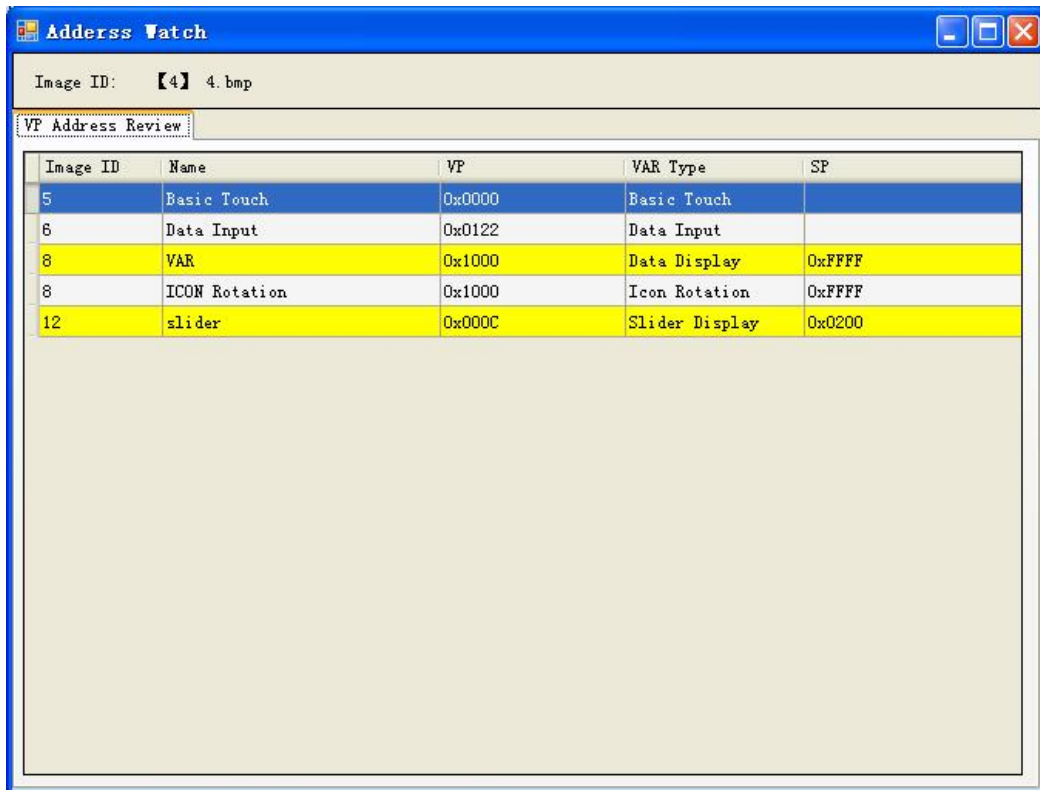 Adderss Watch
Image ID: 【4】 4.bmp
VP Address Review
Image ID Name VP VAR Type SP
5 Basic Touch 0x0000 Basic Touch
6 Data Input 0x0122 Data Input
8 VAR 0x1000 Data Display 0xFFFF
8 ICON Rotation 0x1000 Icon Rotation 0xFFFF
12 slider 0x000C Slider Display 0x0200